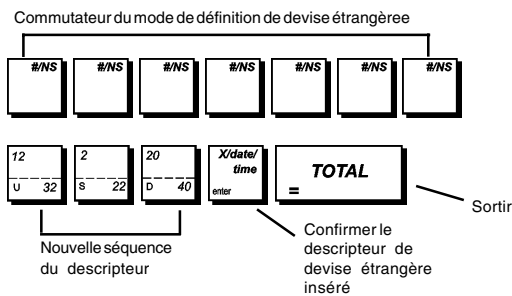 Commutateur du mode de définition de devise étrangèree
#/NS #/NS #/NS #/NS #/NS #/NS #/NS
12
U 32
2
S 22
20
D 40
X/date/
time
enter
TOTAL
=
Sortir
Nouvelle séquence
du descripteur
Confirmer le
descripteur de
devise étrangère
inséré